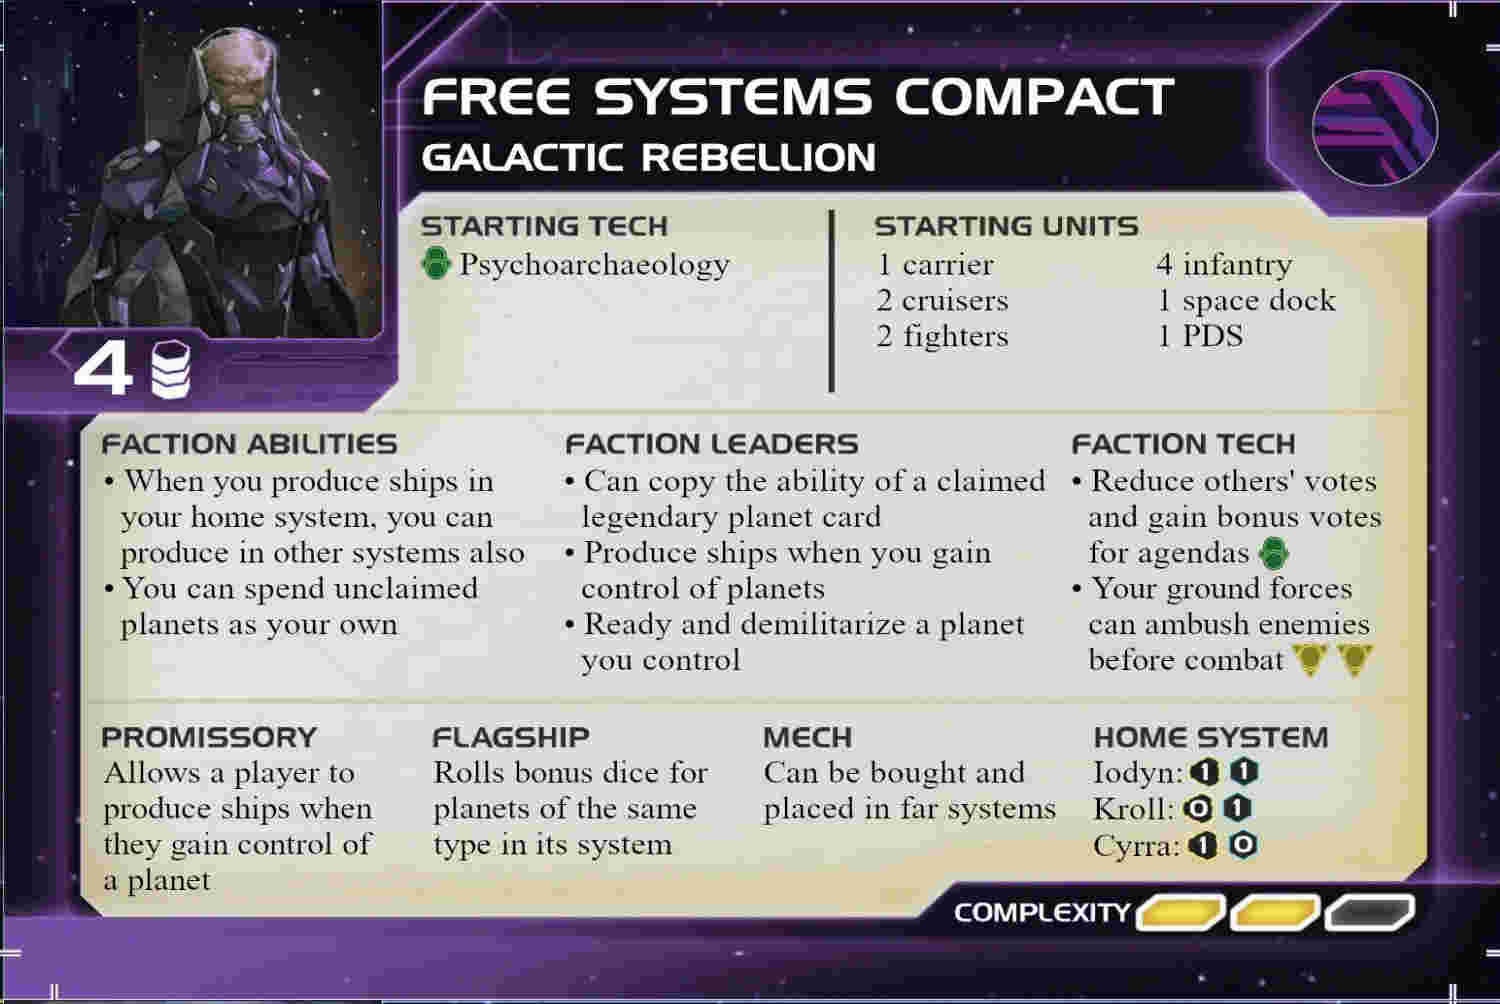 FREE SYSTEMS COMPACT
GALACTIC REBELLION
4
STARTING TECH
Psychoarchaeology
STARTING UNITS
1 carrier
2 cruisers
2 fighters
4 infantry
1 space dock
1 PDS
FACTION ABILITIES
• When you produce ships in
your home system, you can
produce in other systems also
• You can spend unclaimed
planets as your own
FACTION LEADERS
• Can copy the ability of a claimed
legendary planet card
• Produce ships when you gain
control of planets
• Ready and demilitarize a planet
you control
FACTION TECH
• Reduce others' votes
and gain bonus votes
for agendas
• Your ground forces
can ambush enemies
before combat
PROMISSORY
Allows a player to
produce ships when
they gain control of
a planet
FLAGSHIP
Rolls bonus dice for
planets of the same
type in its system
MECH
Can be bought and
placed in far systems
HOME SYSTEM
Iodyn: 1 1
Kroll: 0 1
Cyrra: 1 0
COMPLEXITY